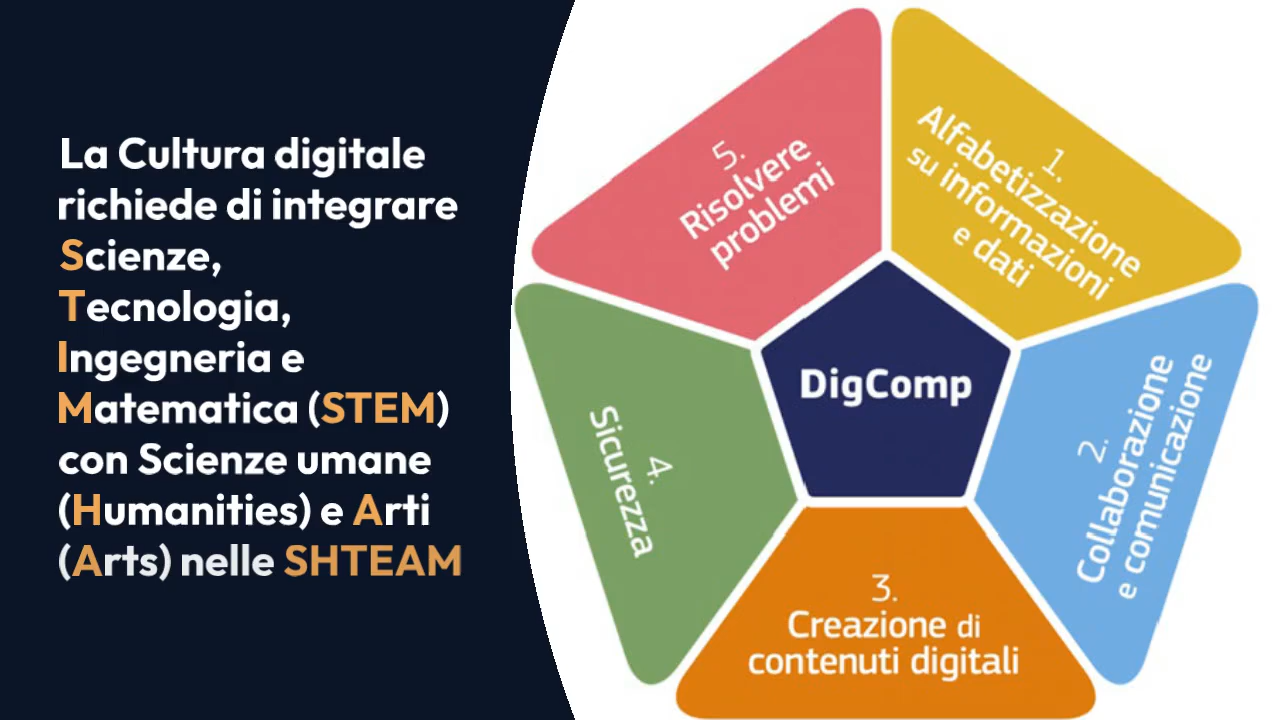 La Cultura digitale
richiede di integrare
Scienze,
Tecnologia,
Ingegneria e
Matematica (STEM)
con Scienze umane
(Humanities) e Arti
(Arts) nelle SHTEAM
1.
Alfabetizzazione
su informazioni
e dati
2.
Collaborazione
e comunicazione
3.
Creazione di
contenuti digitali
4.
Sicurezza
5.
Risolvere
problemi
DigComp